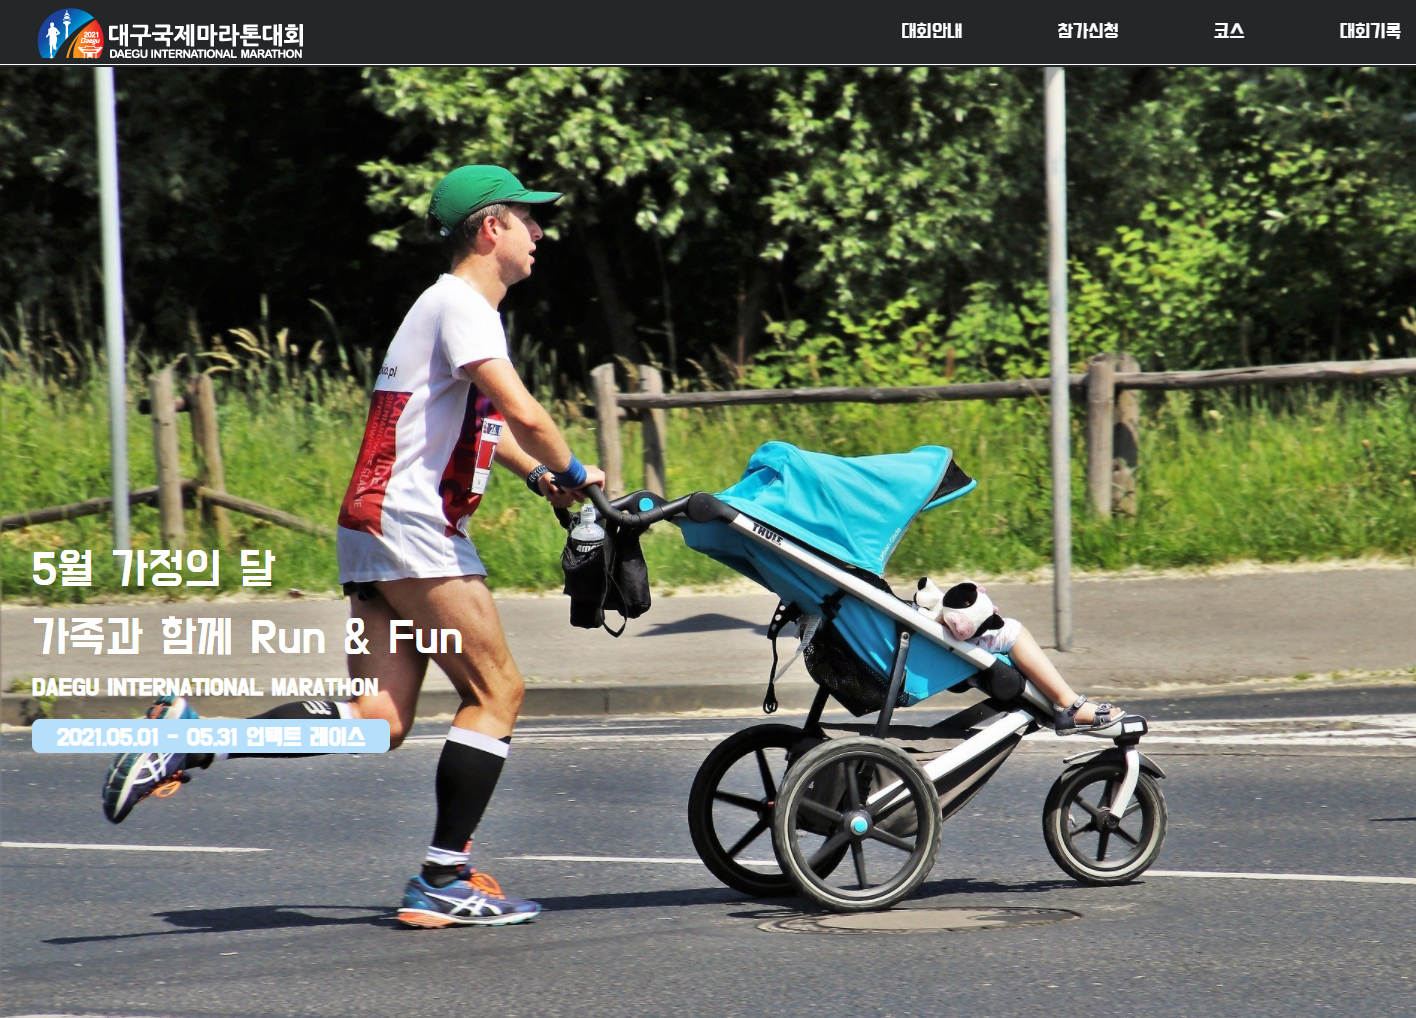 2021
Daegu
대구국제마라톤대회
DAEGU INTERNATIONAL MARATHON
대회안내
참가신청
코스
대회기록
THULE
5월 가정의 달
가족과 함께 Run & Fun
DAEGU INTERNATIONAL MARATHON
2021.05.01 - 05.31 언택트 레이스